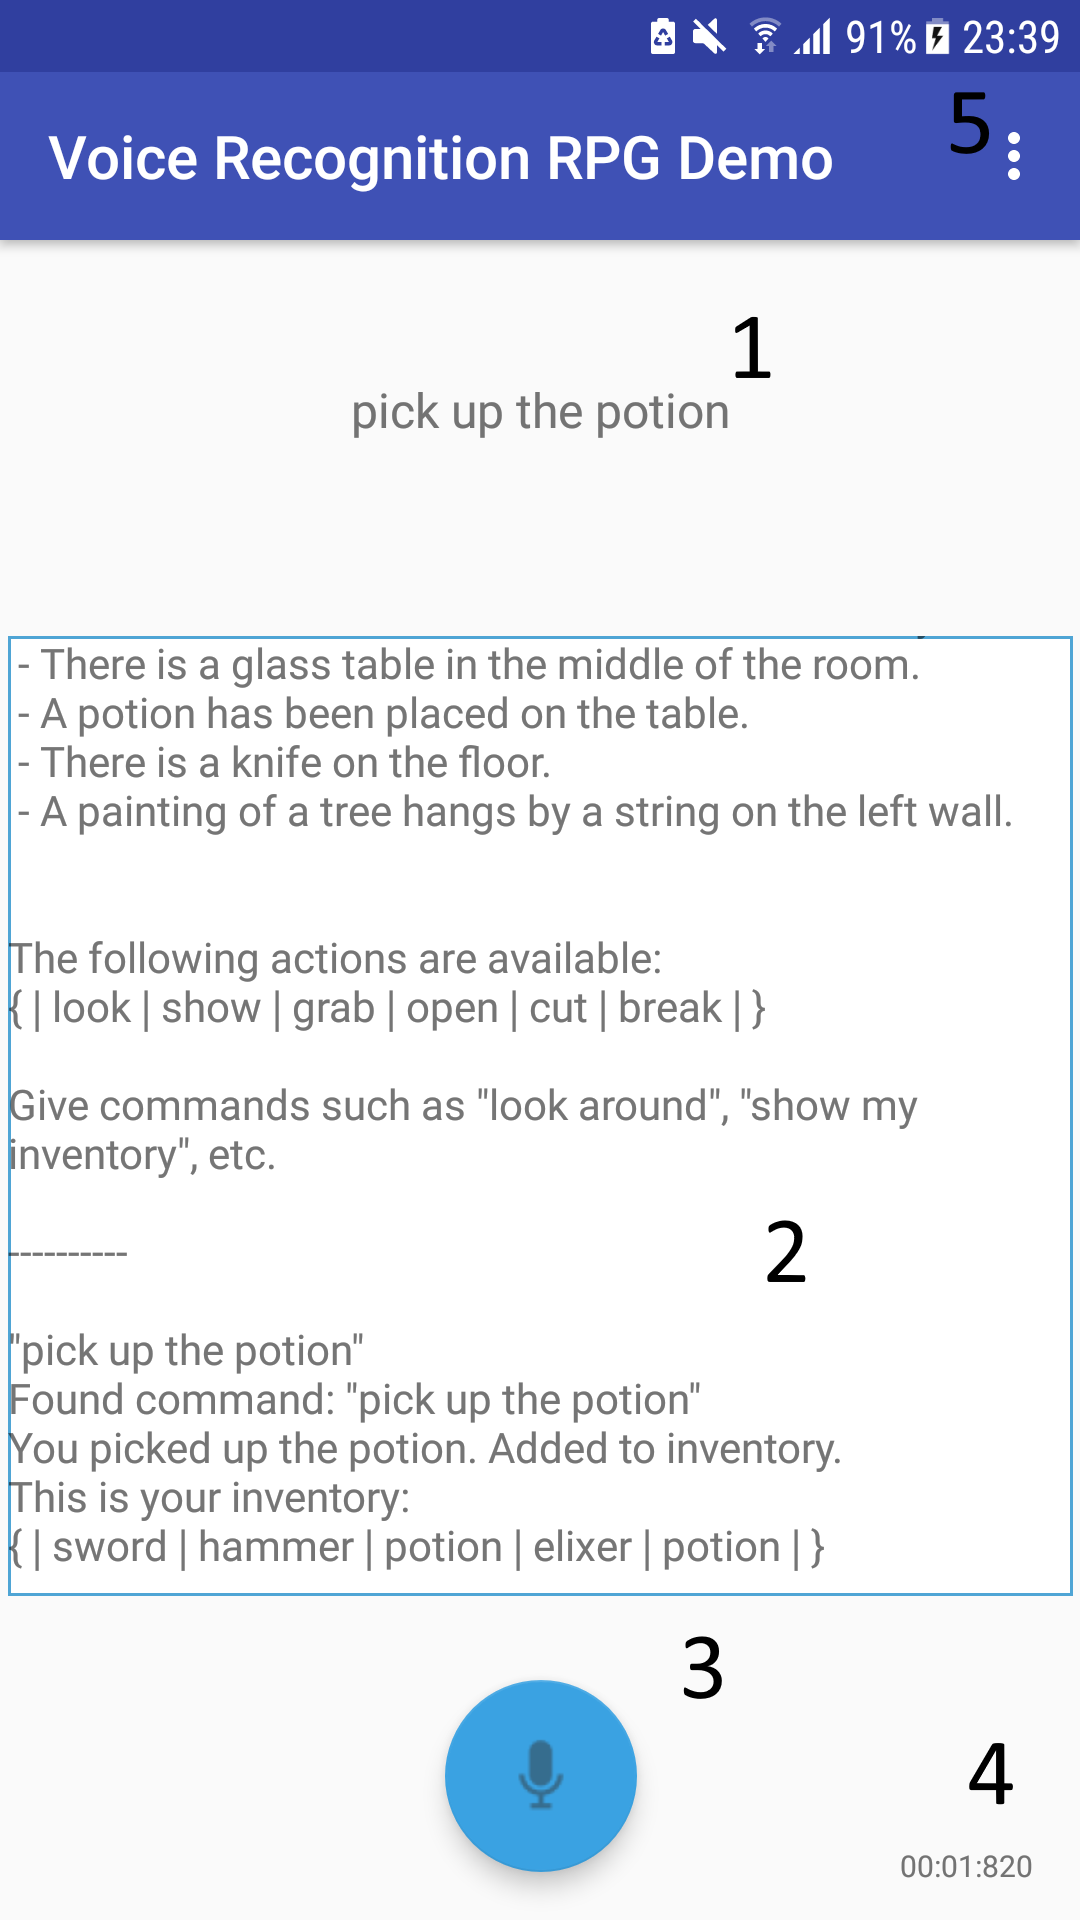 91% 23:39
5
Voice Recognition RPG Demo
1
pick up the potion
- There is a glass table in the middle of the room.
- A potion has been placed on the table.
- There is a knife on the floor.
- A painting of a tree hangs by a string on the left wall.
The following actions are available:
{ | look | show | grab | open | cut | break | }
Give commands such as "look around", "show my
inventory", etc.
2
----------
"pick up the potion"
Found command: "pick up the potion"
You picked up the potion. Added to inventory.
This is your inventory:
{ | sword | hammer | potion | elixer | potion | }
3
4
00:01:820